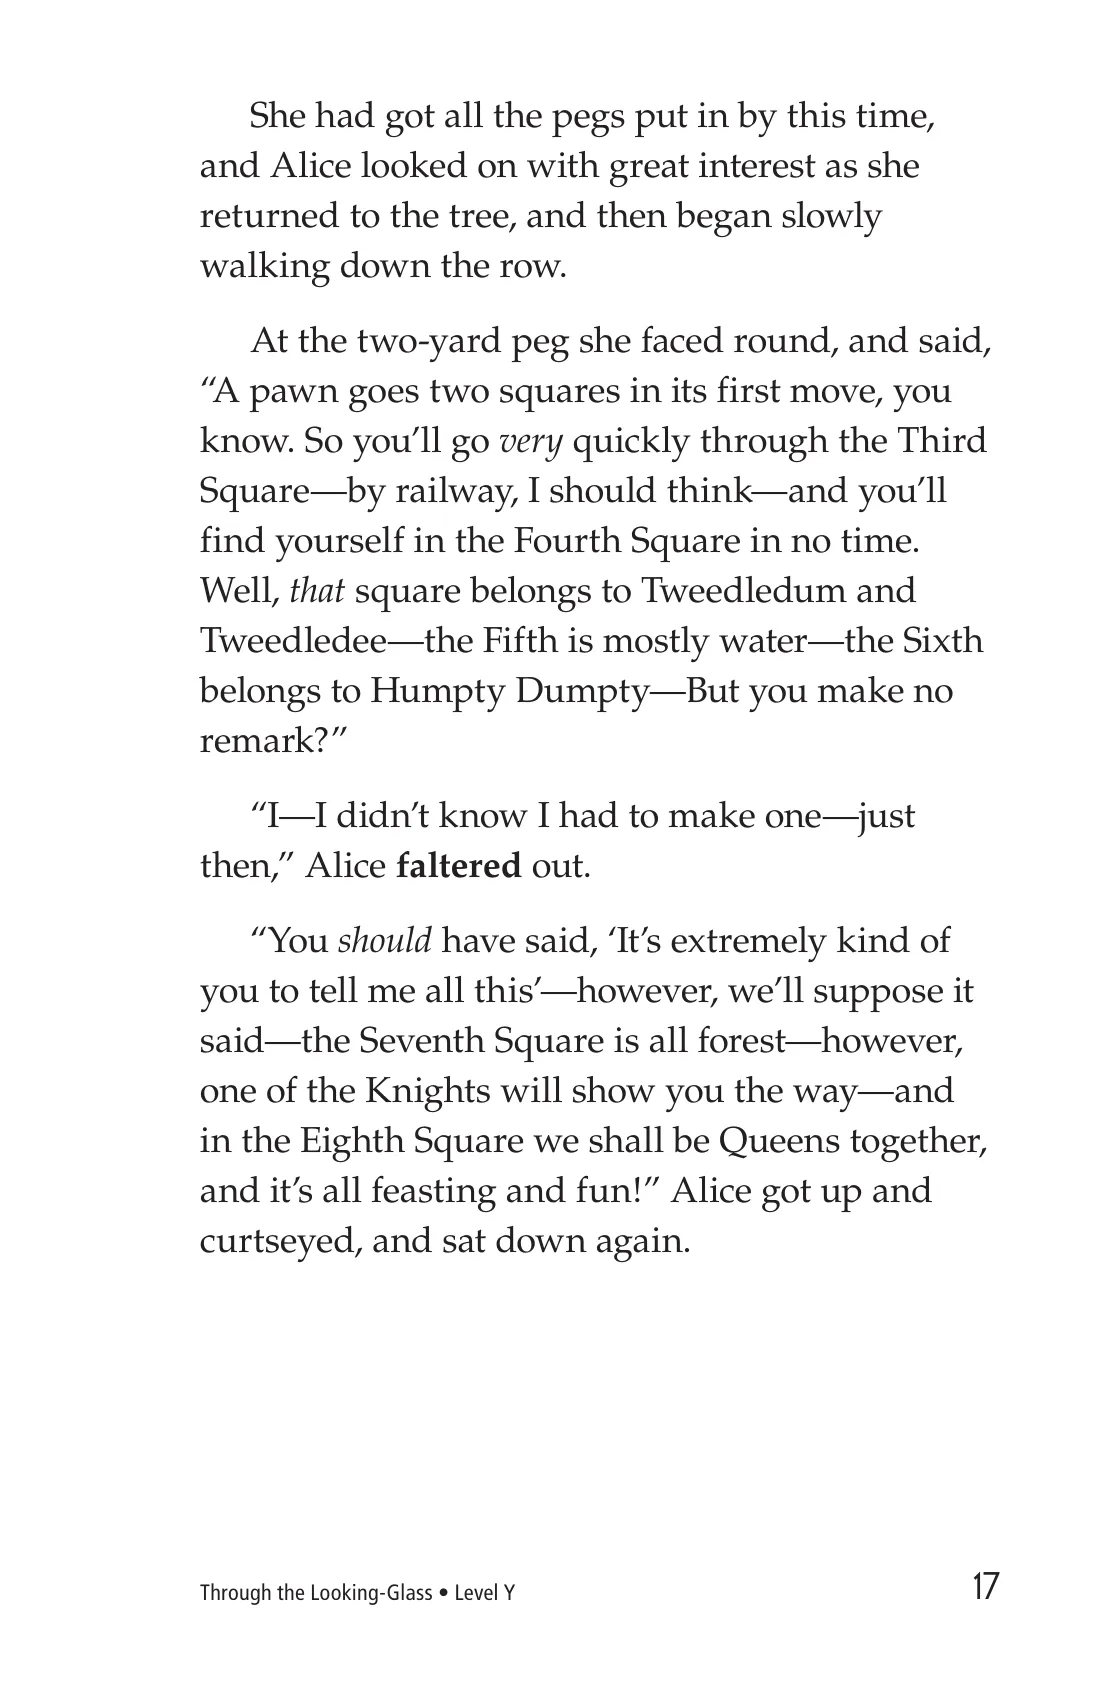 She had got all the pegs put in by this time,
and Alice looked on with great interest as she
returned to the tree, and then began slowly
walking down the row.
At the two-yard peg she faced round, and said,
“A pawn goes two squares in its first move, you
know. So you’ll go very quickly through the Third
Square—by railway, I should think—and you’ll
find yourself in the Fourth Square in no time.
Well, that square belongs to Tweedledum and
Tweedledee—the Fifth is mostly water—the Sixth
belongs to Humpty Dumpty—But you make no
remark?”
“I—I didn’t know I had to make one—just
then,” Alice faltered out.
“You should have said, ‘It’s extremely kind of
you to tell me all this’—however, we’ll suppose it
said—the Seventh Square is all forest—however,
one of the Knights will show you the way—and
in the Eighth Square we shall be Queens together,
and it’s all feasting and fun!” Alice got up and
curtseyed, and sat down again.
Through the Looking-Glass • Level Y
17